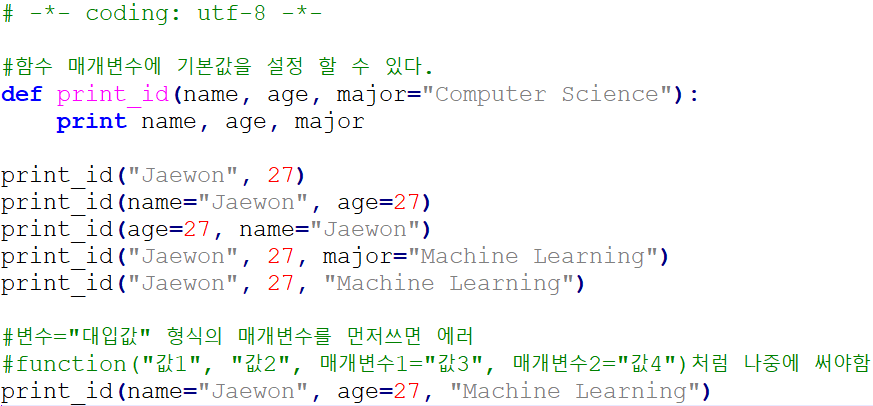 # -*- coding: utf-8 -*-
#함수 매개변수에 기본값을 설정 할 수 있다.
def print_id(name, age, major="Computer Science"):
    print name, age, major
print_id("Jaewon", 27)
print_id(name="Jaewon", age=27)
print_id(age=27, name="Jaewon")
print_id("Jaewon", 27, major="Machine Learning")
print_id("Jaewon", 27, "Machine Learning")
#변수="대입값" 형식의 매개변수를 먼저쓰면 에러
#function("값1", "값2", 매개변수1="값3", 매개변수2="값4")처럼 나중에 써야함
print_id(name="Jaewon", age=27, "Machine Learning")